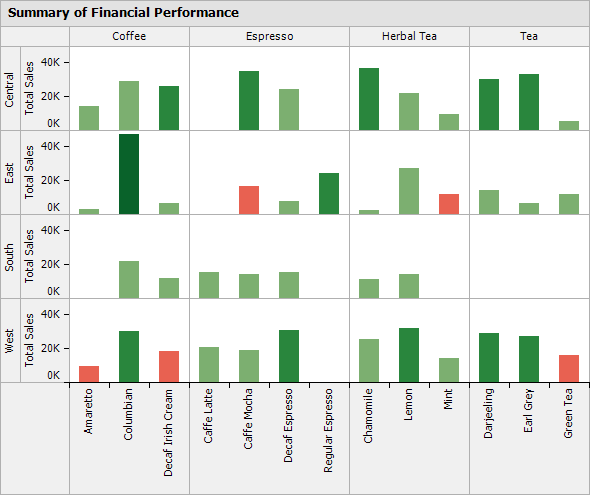 Summary of Financial Performance
Coffee Espresso Herbal Tea Tea
Central
Total Sales
40K
20K
0K
East
Total Sales
40K
20K
0K
South
Total Sales
40K
20K
0K
West
Total Sales
40K
20K
0K
Amaretto
Columbian
Decaf Irish Cream
Caffe Latte
Caffe Mocha
Decaf Espresso
Regular Espresso
Chamomile
Lemon
Mint
Darjeeling
Earl Grey
Green Tea